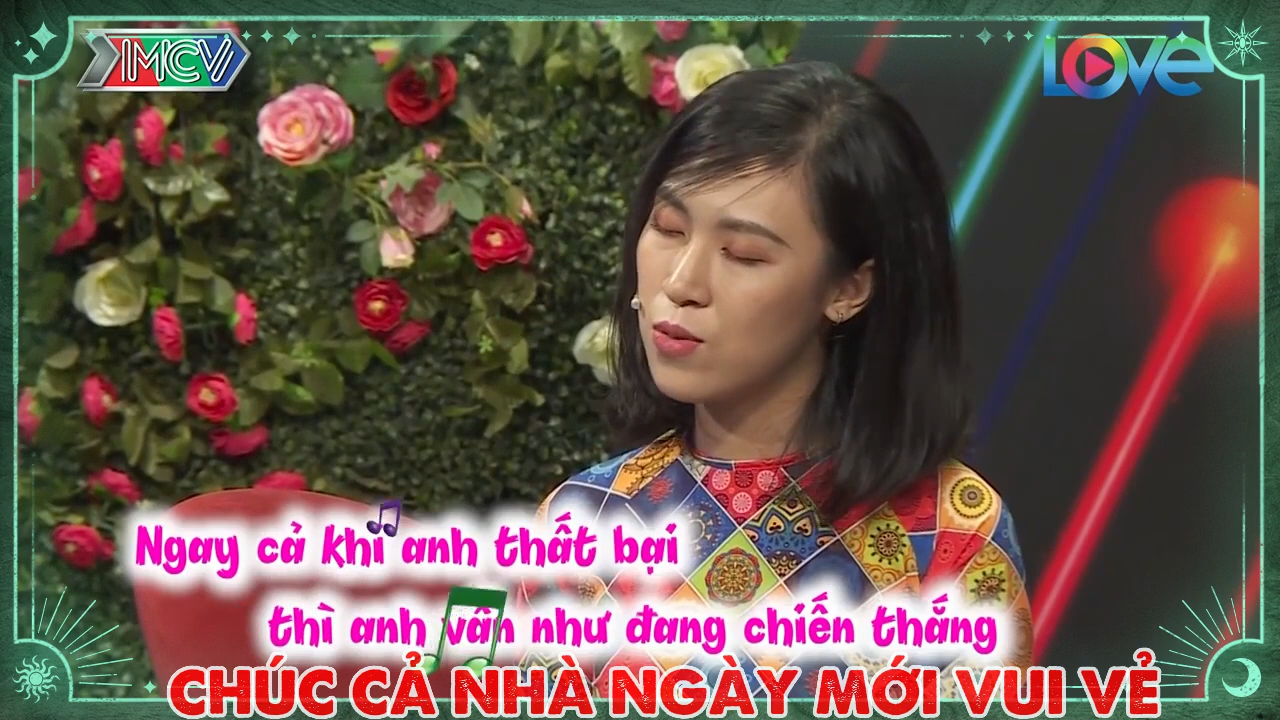 MCV
LOVE
Ngay cả khi anh thất bại
thì anh vẫn như đang chiến thắng
CHÚC CẢ NHÀ NGÀY MỚI VUI VẺ